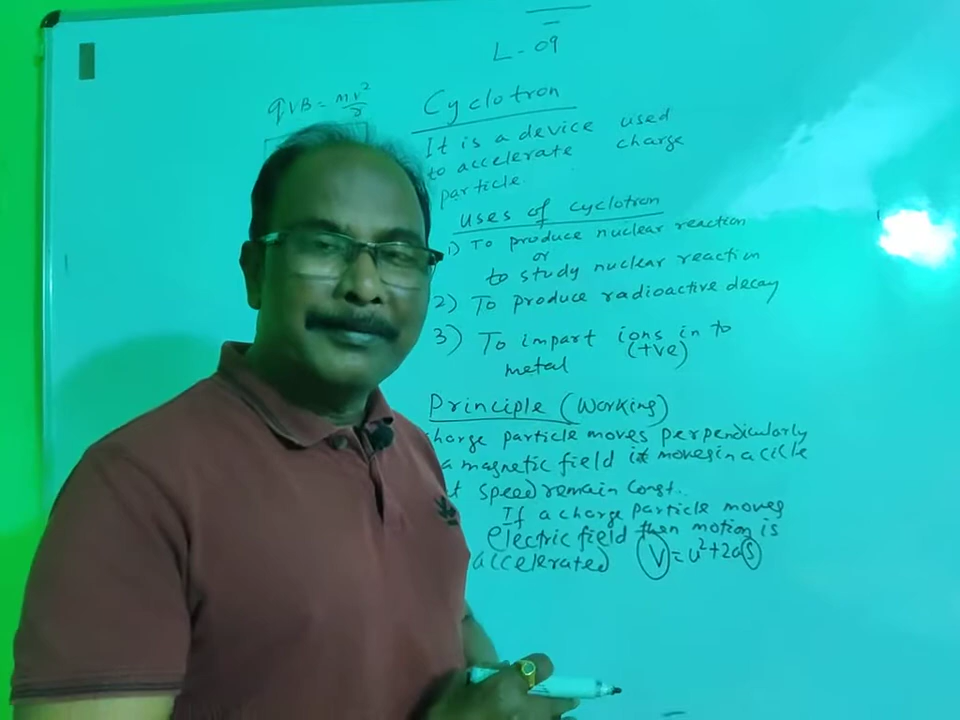 L - 09
qVB = mv²/r
Cyclotron
It is a device used
to accelerate charge
particle.
Uses of cyclotron
1) To produce nuclear reaction
or
to study nuclear reaction
2) To produce radioactive decay
3) To impart ions in to
(+ve)
metal
Principle (Working)
charge particle moves perpendicularly
a magnetic field it moves in a cicle
speed remain const.
If a charge particle moves
electric field then motion is
accelerated V = u²+2as